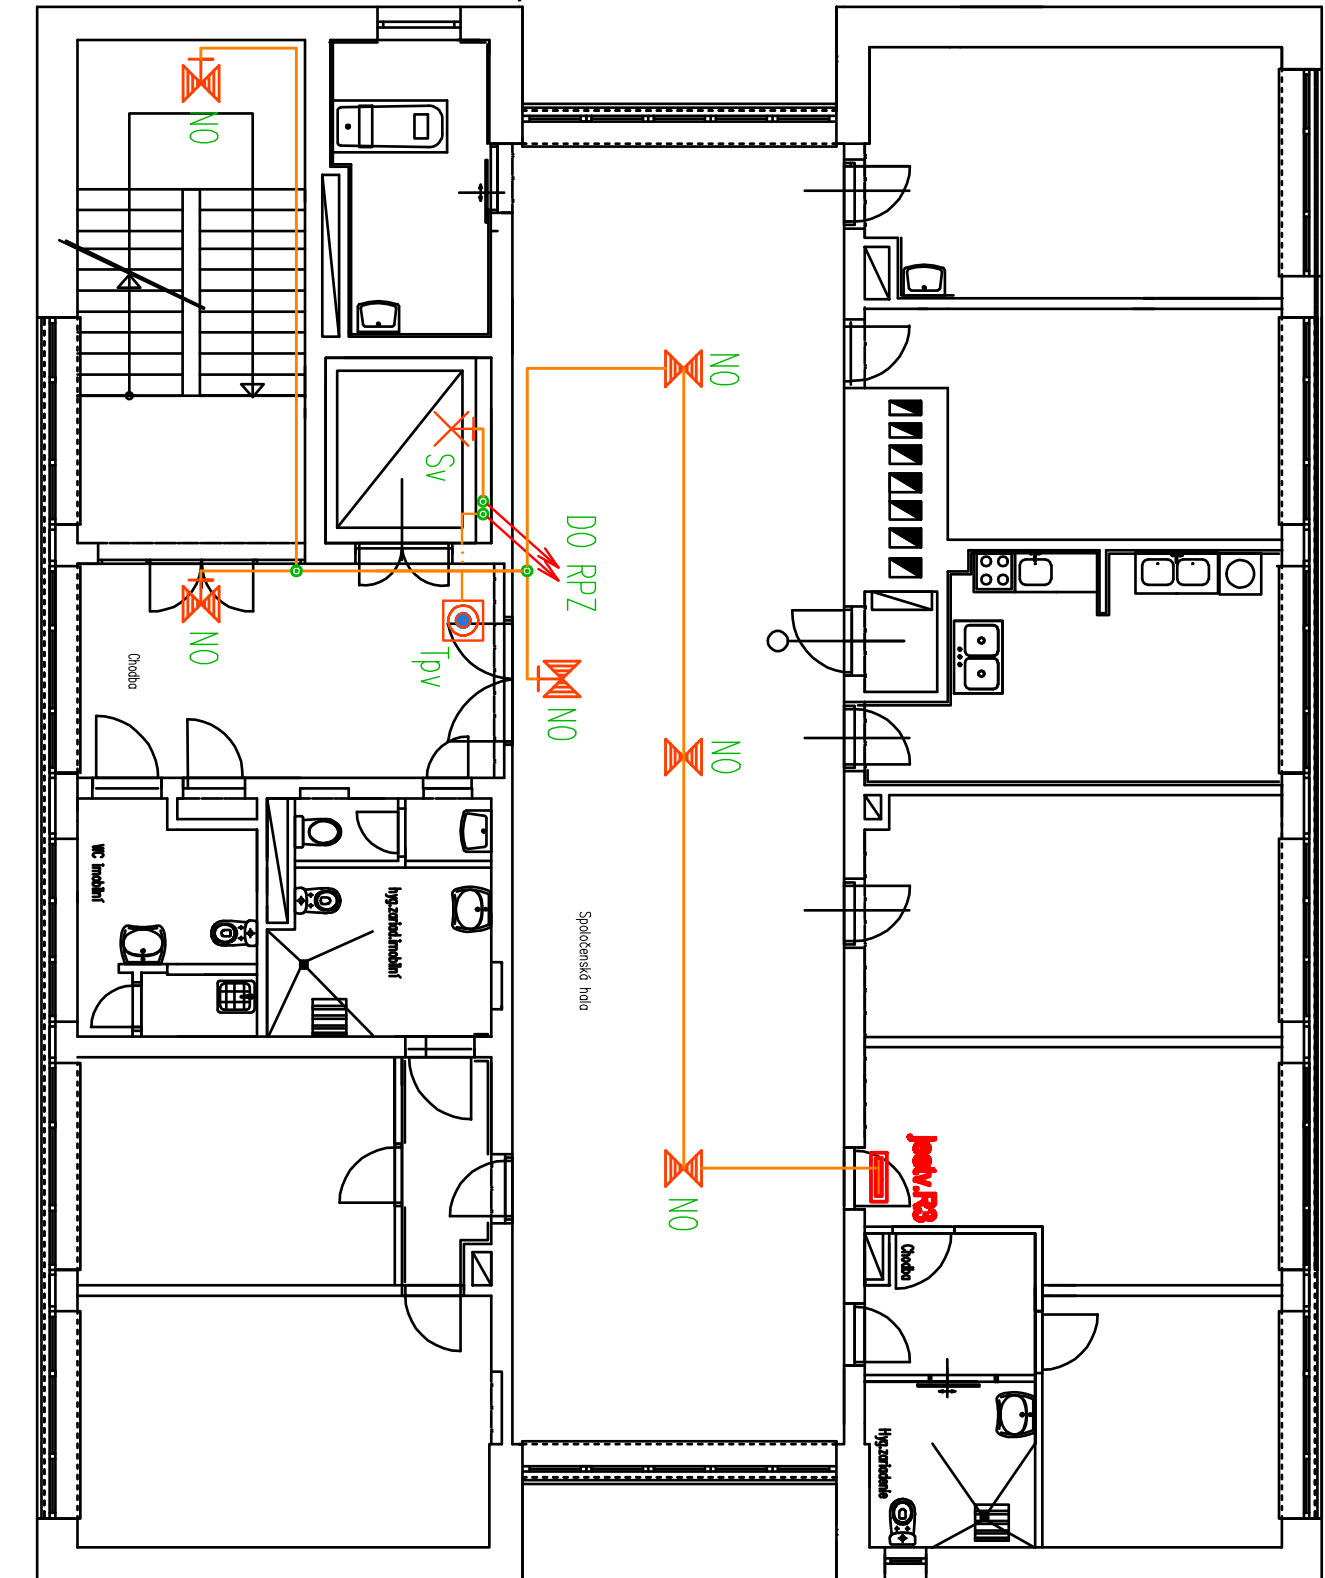 NO
NO
Sv
DO RPZ
NO
Tpv
Chodba
NO
NO
WC imobilní
hyg.zariad.imobilní
Spoločenská hala
jestv.R3
NO
Chodba
Hyg.zariadenie